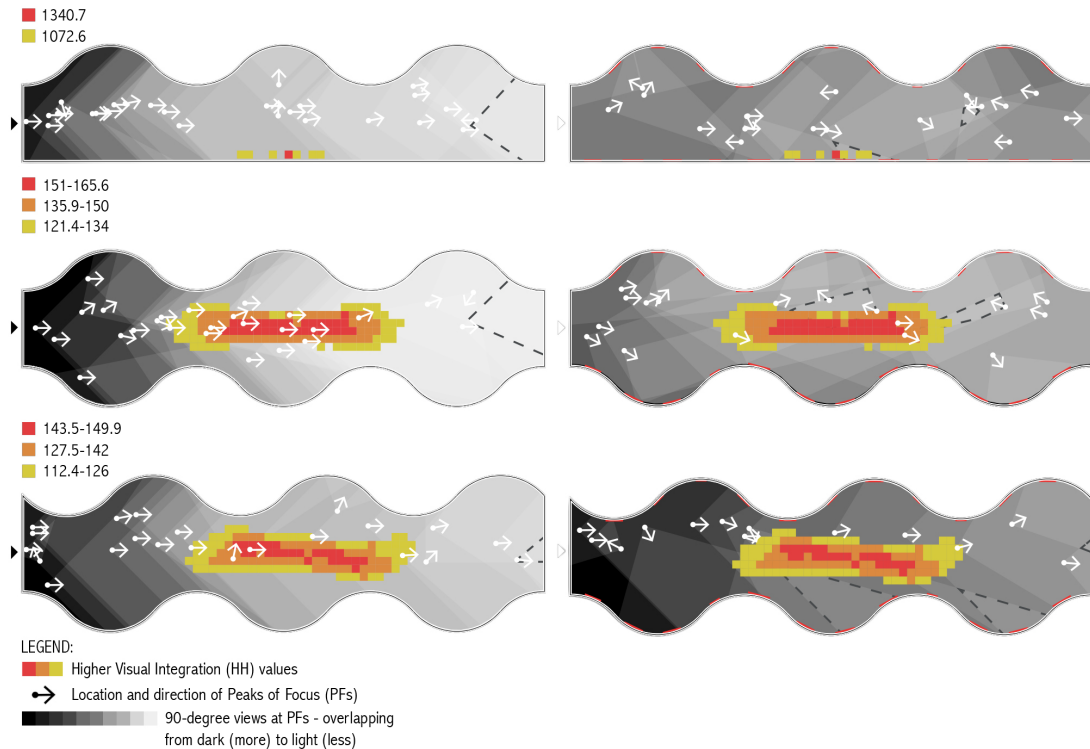 1340.7
1072.6
151-165.6
135.9-150
121.4-134
143.5-149.9
127.5-142
112.4-126
LEGEND:
Higher Visual Integration (HH) values
Location and direction of Peaks of Focus (PFs)
90-degree views at PFs - overlapping
from dark (more) to light (less)